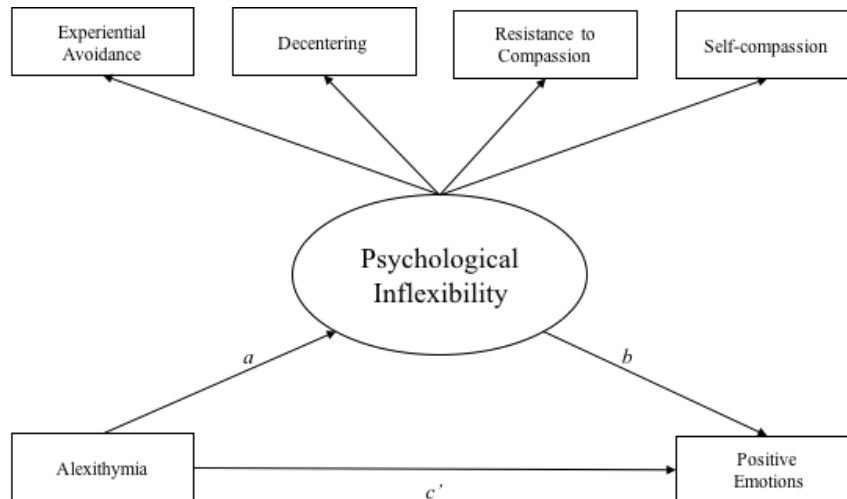 Experiential
Avoidance
Decentering
Resistance to
Compassion
Self-compassion
Psychological
Inflexibility
a
b
Alexithymia
c’
Positive
Emotions